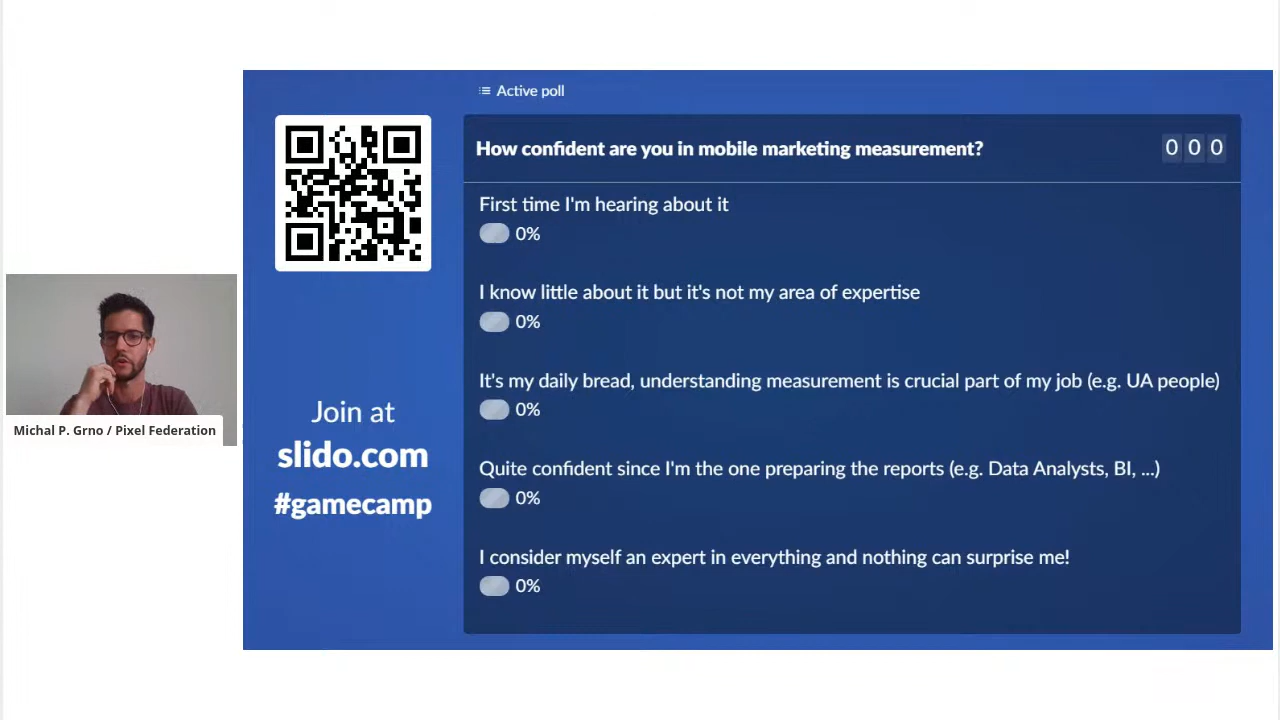 Active poll
How confident are you in mobile marketing measurement?
0 0 0
First time I'm hearing about it
0%
I know little about it but it's not my area of expertise
0%
It's my daily bread, understanding measurement is crucial part of my job (e.g. UA people)
0%
Quite confident since I'm the one preparing the reports (e.g. Data Analysts, BI, ...)
0%
I consider myself an expert in everything and nothing can surprise me!
0%
Join at
slido.com
#gamecamp
Michal P. Grno / Pixel Federation